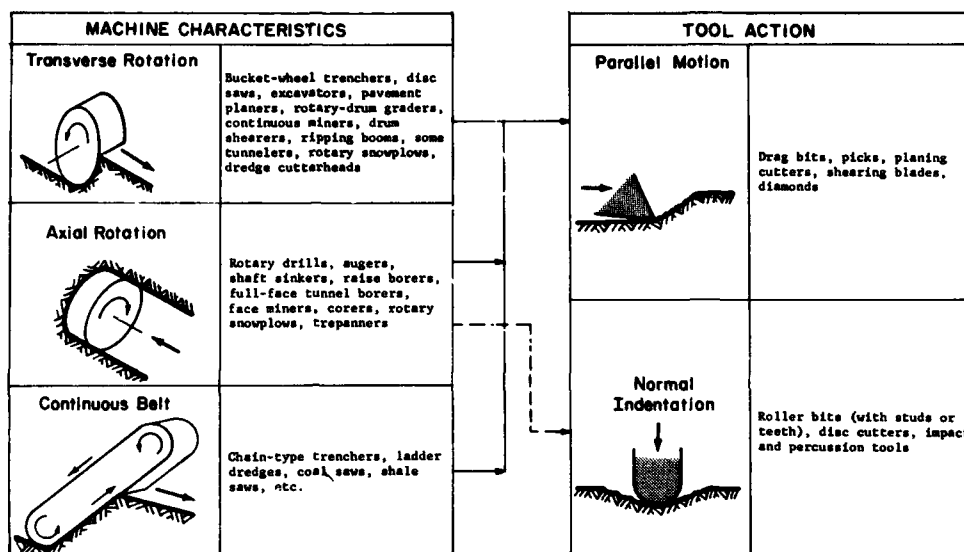 MACHINE CHARACTERISTICS
Transverse Rotation
Bucket-wheel trenchers, disc
saws, excavators, pavement
planers, rotary-drum graders,
continuous miners, drum
shearers, ripping booms, some
tunnelers, rotary snowplows,
dredge cutterheads
Axial Rotation
Rotary drills, augers,
shaft sinkers, raise borers,
full-face tunnel borers,
face miners, corers, rotary
snowplows, trepanners
Continuous Belt
Chain-type trenchers, ladder
dredges, coal saws, shale
saws, etc.
TOOL ACTION
Parallel Motion
Drag bits, picks, planing
cutters, shearing blades,
diamonds
Normal
Indentation
Roller bits (with studs or
teeth), disc cutters, impact
and percussion tools